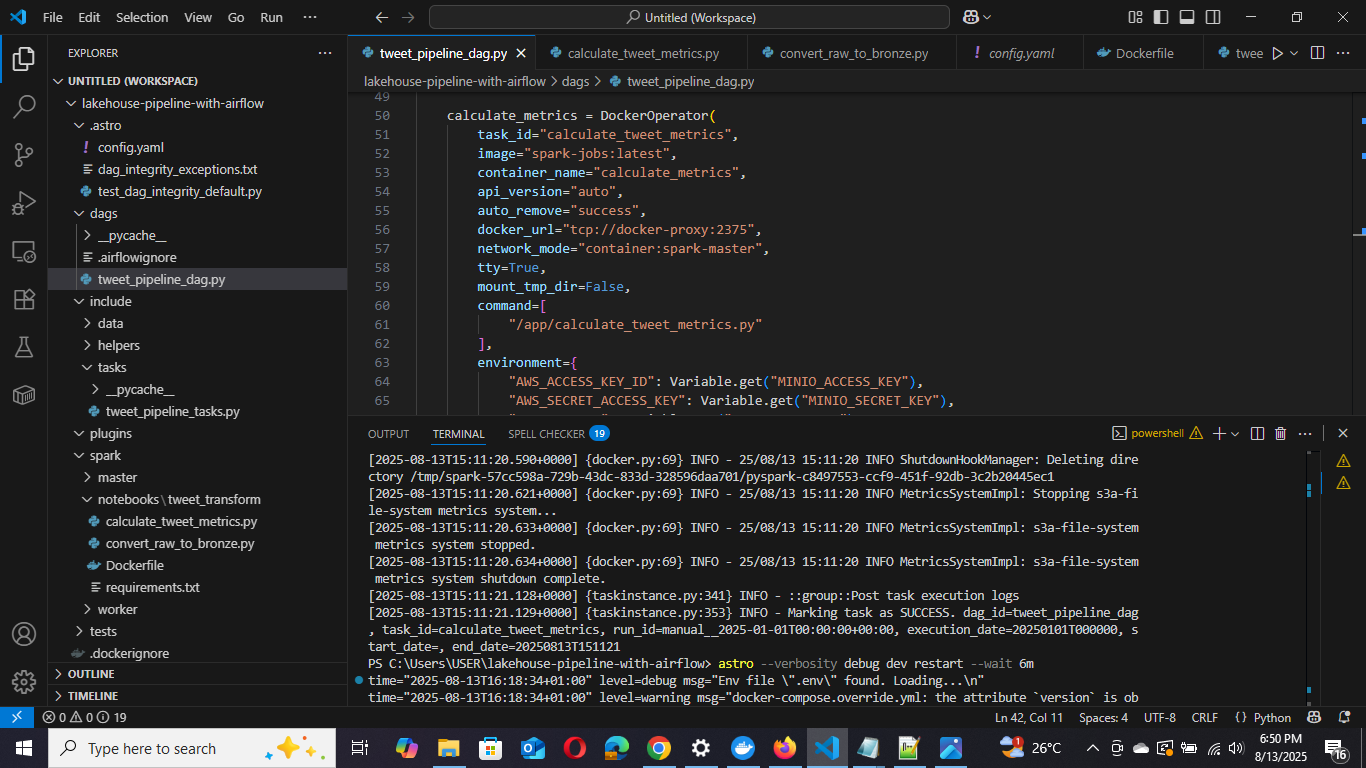 File Edit Selection View Go Run ···
Untitled (Workspace)
EXPLORER
UNTITLED (WORKSPACE)
lakehouse-pipeline-with-airflow
.astro
config.yaml
dag_integrity_exceptions.txt
test_dag_integrity_default.py
dags
__pycache__
.airflowignore
tweet_pipeline_dag.py
include
data
helpers
tasks
__pycache__
tweet_pipeline_tasks.py
plugins
spark
master
notebooks\tweet_transform
calculate_tweet_metrics.py
convert_raw_to_bronze.py
Dockerfile
requirements.txt
worker
tests
.dockerignore
OUTLINE
TIMELINE
tweet_pipeline_dag.py calculate_tweet_metrics.py convert_raw_to_bronze.py config.yaml Dockerfile twee
lakehouse-pipeline-with-airflow > dags > tweet_pipeline_dag.py
49
50 calculate_metrics = DockerOperator(
51 task_id="calculate_tweet_metrics",
52 image="spark-jobs:latest",
53 container_name="calculate_metrics",
54 api_version="auto",
55 auto_remove="success",
56 docker_url="tcp://docker-proxy:2375",
57 network_mode="container:spark-master",
58 tty=True,
59 mount_tmp_dir=False,
60 command=[
61 "/app/calculate_tweet_metrics.py"
62 ],
63 environment={
64 "AWS_ACCESS_KEY_ID": Variable.get("MINIO_ACCESS_KEY"),
65 "AWS_SECRET_ACCESS_KEY": Variable.get("MINIO_SECRET_KEY"),
OUTPUT TERMINAL SPELL CHECKER 19
powershell
[2025-08-13T15:11:20.590+0000] {docker.py:69} INFO - 25/08/13 15:11:20 INFO ShutdownHookManager: Deleting dire
ctory /tmp/spark-57cc598a-729b-43dc-833d-328596daa701/pyspark-c8497553-ccf9-451f-92db-3c2b20445ec1
[2025-08-13T15:11:20.621+0000] {docker.py:69} INFO - 25/08/13 15:11:20 INFO MetricsSystemImpl: Stopping s3a-fi
le-system metrics system...
[2025-08-13T15:11:20.633+0000] {docker.py:69} INFO - 25/08/13 15:11:20 INFO MetricsSystemImpl: s3a-file-system
metrics system stopped.
[2025-08-13T15:11:20.634+0000] {docker.py:69} INFO - 25/08/13 15:11:20 INFO MetricsSystemImpl: s3a-file-system
metrics system shutdown complete.
[2025-08-13T15:11:21.128+0000] {taskinstance.py:341} INFO - ::group::Post task execution logs
[2025-08-13T15:11:21.129+0000] {taskinstance.py:353} INFO - Marking task as SUCCESS. dag_id=tweet_pipeline_dag
, task_id=calculate_tweet_metrics, run_id=manual__2025-01-01T00:00:00+00:00, execution_date=20250101T000000, s
tart_date=, end_date=20250813T151121
PS C:\Users\USER\lakehouse-pipeline-with-airflow> astro --verbosity debug dev restart --wait 6m
time="2025-08-13T16:18:34+01:00" level=debug msg="Env file \".env\" found. Loading...\n"
time="2025-08-13T16:18:34+01:00" level=warning msg="docker-compose.override.yml: the attribute `version` is ob
0 0 19
Ln 42, Col 11 Spaces: 4 UTF-8 CRLF {} Python
Type here to search
1 26°C
6:50 PM
8/13/2025
16